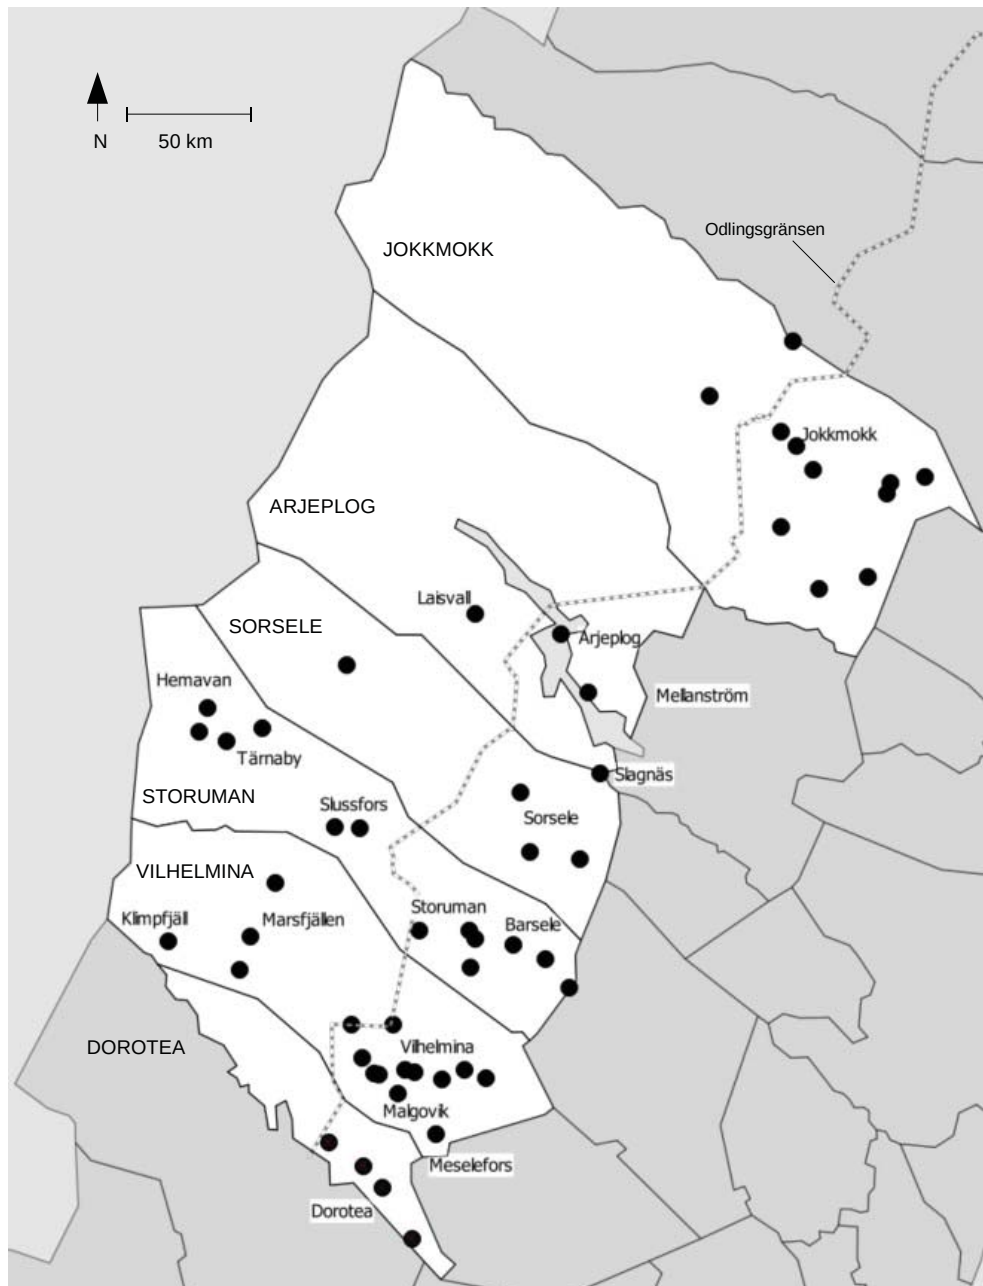 N
50 km
Odlingsgränsen
JOKKMOKK
Jokkmokk
ARJEPLOG
Laisvall
SORSELE
Arjeplog
Hemavan
Mellanström
Tärnaby
Slagnäs
STORUMAN
Slussfors
Sorsele
VILHELMINA
Klimpfjäll
Marsfjällen
Storuman
Barsele
DOROTEA
Vilhelmina
Malgovik
Meselefors
Dorotea